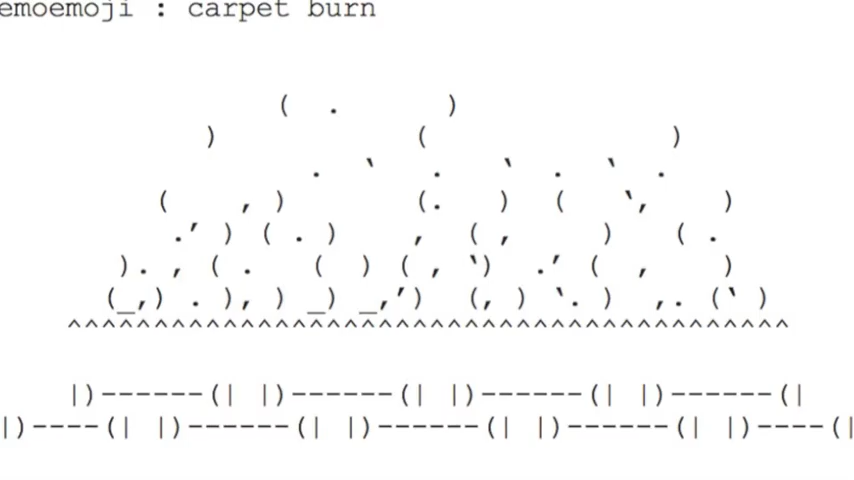 emoemoji : carpet burn
                 (  .       )
            )            (               )
                   .  `   .    `  .  `  .
         (    , )        (.   )  (   `,    )
          .´ ) ( . )     ,  ( ,     )    ( .
       ). , ( .   (  ) ( , `)  .´ (  ,    )
      (_,) . ), ) _) _,´)  (, ) `. )  ,. (` )
    ^^^^^^^^^^^^^^^^^^^^^^^^^^^^^^^^^^^^^^^^^^
    |)------(| |)------(| |)------(| |)------(|
|)----(| |)------(| |)------(| |)------(| |)----(|